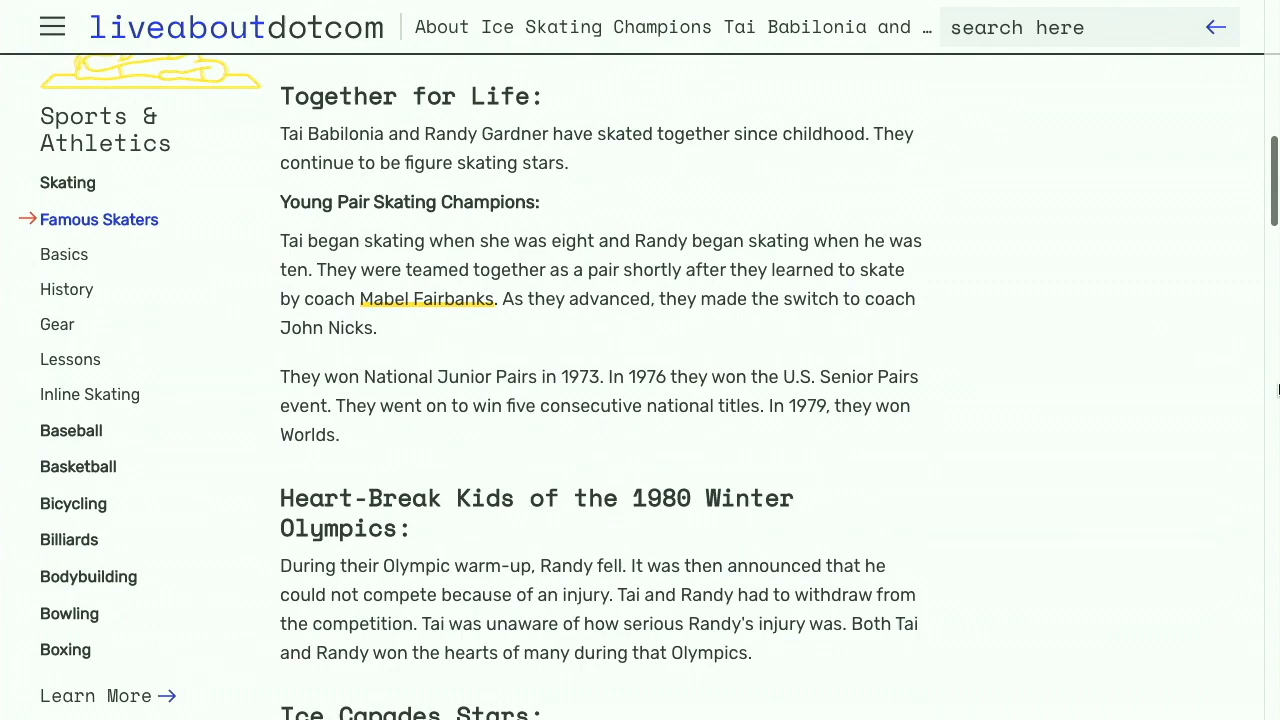 liveaboutdotcom
About Ice Skating Champions Tai Babilonia and …
search here
Sports &
Athletics
Skating
Famous Skaters
Basics
History
Gear
Lessons
Inline Skating
Baseball
Basketball
Bicycling
Billiards
Bodybuilding
Bowling
Boxing
Learn More
Together for Life:
Tai Babilonia and Randy Gardner have skated together since childhood. They
continue to be figure skating stars.
Young Pair Skating Champions:
Tai began skating when she was eight and Randy began skating when he was
ten. They were teamed together as a pair shortly after they learned to skate
by coach Mabel Fairbanks. As they advanced, they made the switch to coach
John Nicks.
They won National Junior Pairs in 1973. In 1976 they won the U.S. Senior Pairs
event. They went on to win five consecutive national titles. In 1979, they won
Worlds.
Heart-Break Kids of the 1980 Winter
Olympics:
During their Olympic warm-up, Randy fell. It was then announced that he
could not compete because of an injury. Tai and Randy had to withdraw from
the competition. Tai was unaware of how serious Randy's injury was. Both Tai
and Randy won the hearts of many during that Olympics.
Ice Capades Stars: